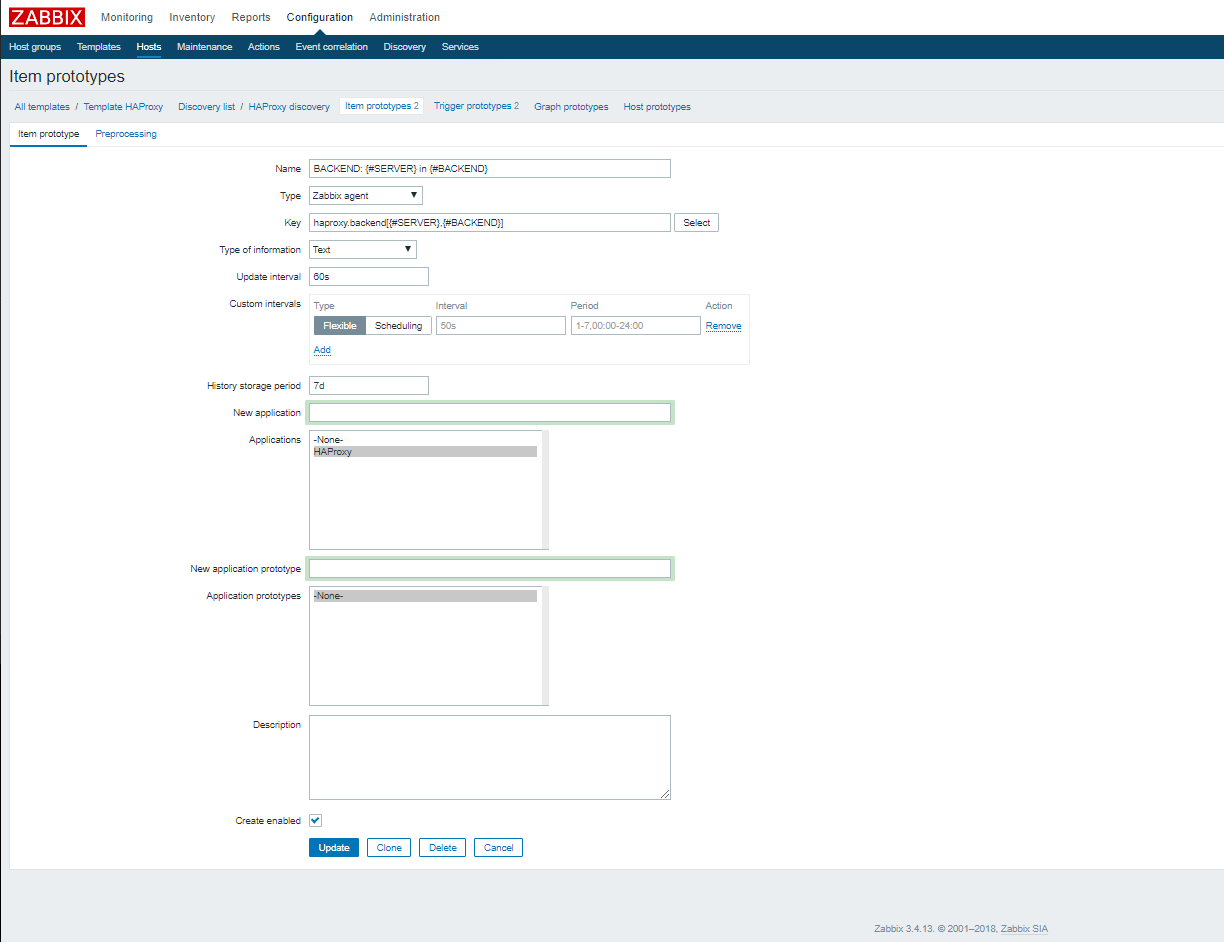 ZABBIX Monitoring Inventory Reports Configuration Administration
Host groups Templates Hosts Maintenance Actions Event correlation Discovery Services
Item prototypes
All templates / Template HAProxy Discovery list / HAProxy discovery Item prototypes 2 Trigger prototypes 2 Graph prototypes Host prototypes
Item prototype Preprocessing
Name BACKEND: {#SERVER} in {#BACKEND}
Type Zabbix agent
Key haproxy.backend[{#SERVER},{#BACKEND}] Select
Type of information Text
Update interval 60s
Custom intervals Type Interval Period Action
Flexible Scheduling 50s 1-7,00:00-24:00 Remove
Add
History storage period 7d
New application
Applications -None-
HAProxy
New application prototype
Application prototypes -None-
Description
Create enabled
Update Clone Delete Cancel
Zabbix 3.4.13. © 2001–2018, Zabbix SIA